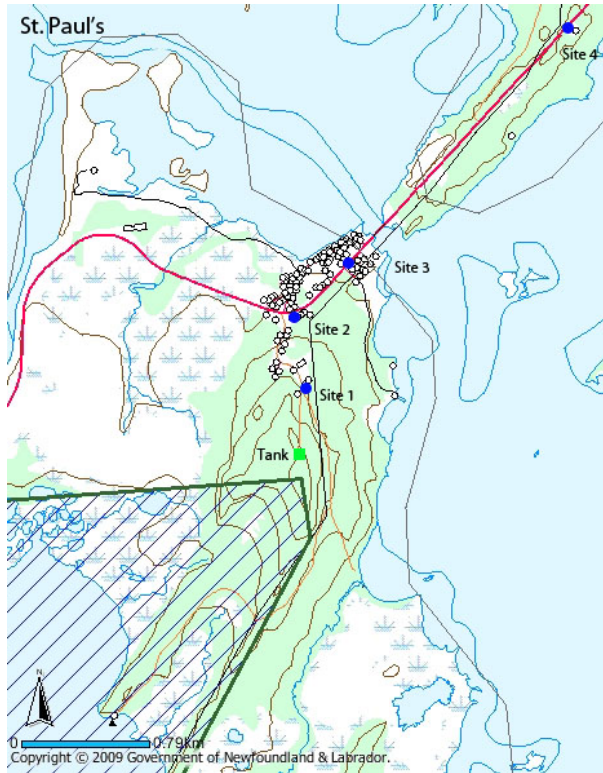 St. Paul's
Site 4
Site 3
Site 2
Site 1
Tank
N
0 0.79km
Copyright © 2009 Government of Newfoundland & Labrador.